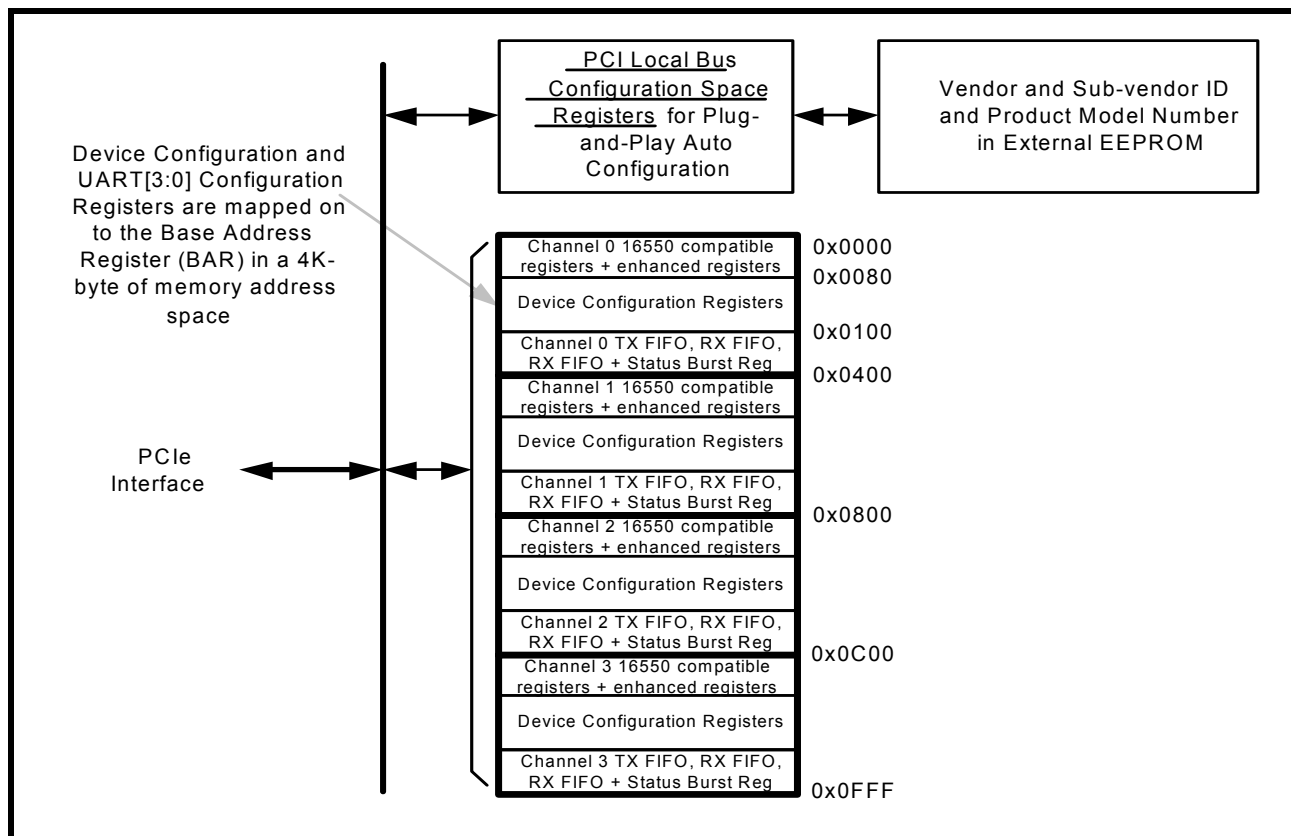 PCI Local Bus
Configuration Space
Registers for Plug-
and-Play Auto
Configuration
Vendor and Sub-vendor ID
and Product Model Number
in External EEPROM
Device Configuration and
UART[3:0] Configuration
Registers are mapped on
to the Base Address
Register (BAR) in a 4K-
byte of memory address
space
Channel 0 16550 compatible
registers + enhanced registers
0x0000
0x0080
Device Configuration Registers
0x0100
Channel 0 TX FIFO, RX FIFO,
RX FIFO + Status Burst Reg
0x0400
Channel 1 16550 compatible
registers + enhanced registers
Device Configuration Registers
PCIe
Interface
Channel 1 TX FIFO, RX FIFO,
RX FIFO + Status Burst Reg
0x0800
Channel 2 16550 compatible
registers + enhanced registers
Device Configuration Registers
Channel 2 TX FIFO, RX FIFO,
RX FIFO + Status Burst Reg
0x0C00
Channel 3 16550 compatible
registers + enhanced registers
Device Configuration Registers
Channel 3 TX FIFO, RX FIFO,
RX FIFO + Status Burst Reg
0x0FFF